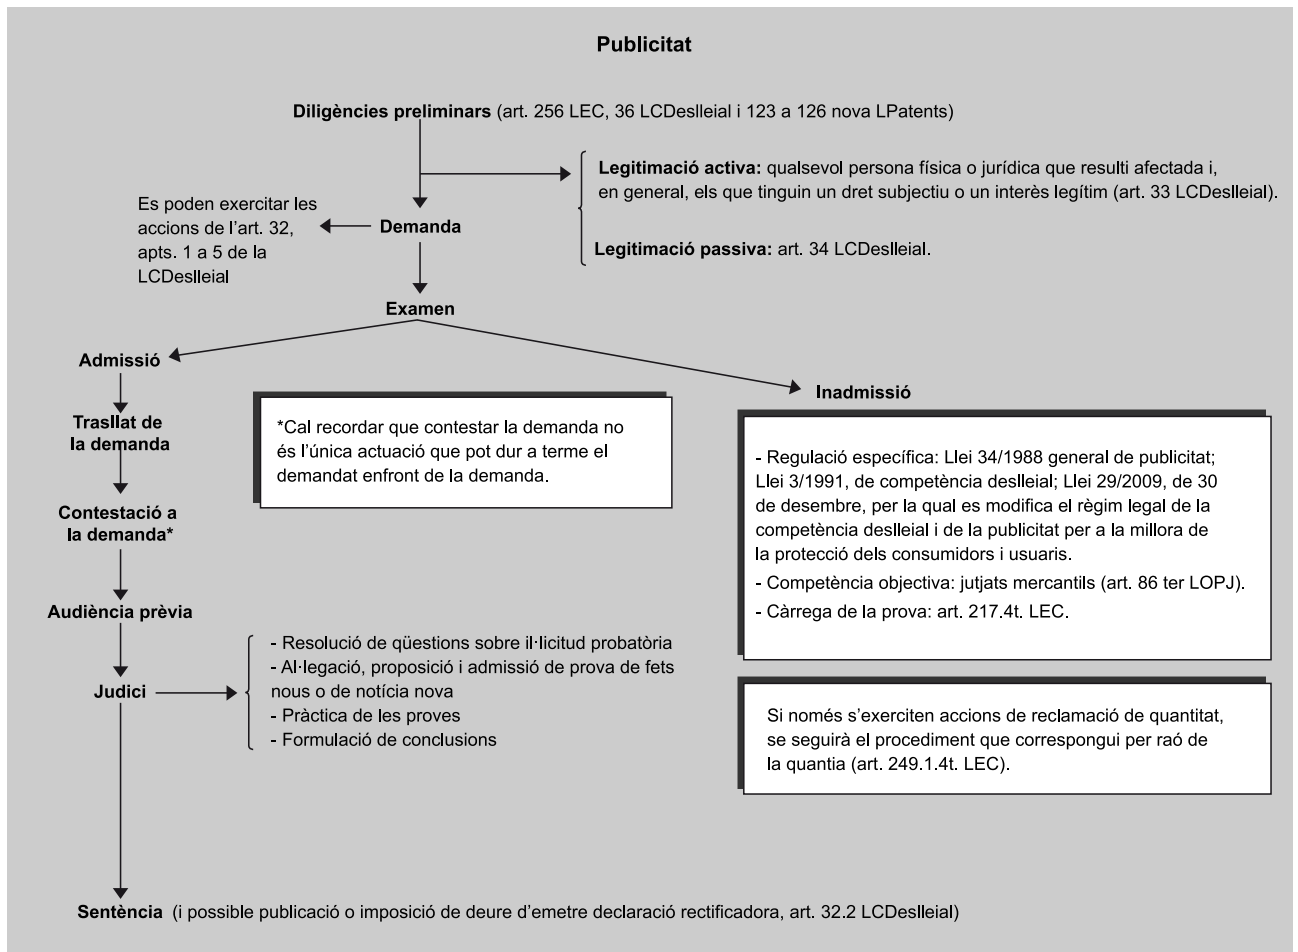 Publicitat
Diligències preliminars (art. 256 LEC, 36 LCDeslleial i 123 a 126 nova LPatents)
Legitimació activa: qualsevol persona física o jurídica que resulti afectada i,
en general, els que tinguin un dret subjectiu o un interès legítim (art. 33 LCDeslleial).
Es poden exercitar les
accions de l’art. 32,
apts. 1 a 5 de la
LCDeslleial
Demanda
Legitimació passiva: art. 34 LCDeslleial.
Examen
Admissió
Inadmissió
Trasllat de
la demanda
*Cal recordar que contestar la demanda no
és l’única actuació que pot dur a terme el
demandat enfront de la demanda.
- Regulació específica: Llei 34/1988 general de publicitat;
Llei 3/1991, de competència deslleial; Llei 29/2009, de 30
de desembre, per la qual es modifica el règim legal de la
competència deslleial i de la publicitat per a la millora de
la protecció dels consumidors i usuaris.
- Competència objectiva: jutjats mercantils (art. 86 ter LOPJ).
- Càrrega de la prova: art. 217.4t. LEC.
Contestació a
la demanda*
Audiència prèvia
Judici
- Resolució de qüestions sobre il·licitud probatòria
- Al·legació, proposició i admissió de prova de fets
nous o de notícia nova
- Pràctica de les proves
- Formulació de conclusions
Si només s’exerciten accions de reclamació de quantitat,
se seguirà el procediment que correspongui per raó de
la quantia (art. 249.1.4t. LEC).
Sentència (i possible publicació o imposició de deure d’emetre declaració rectificadora, art. 32.2 LCDeslleial)